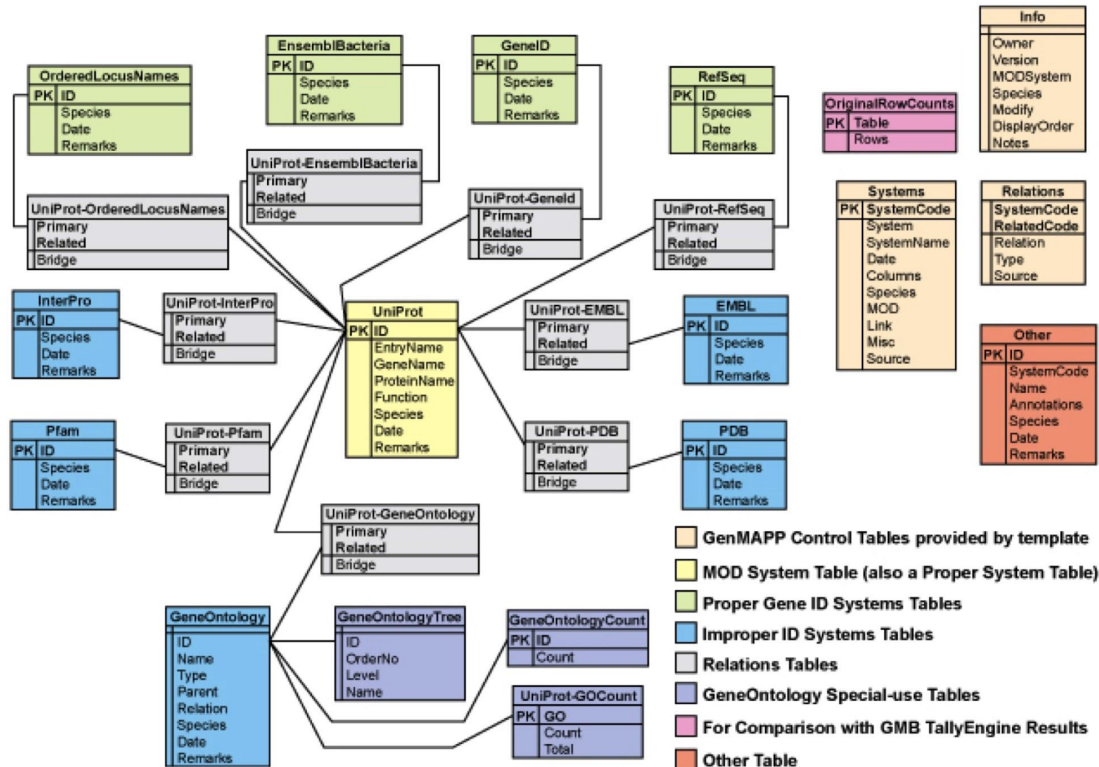 Info
Owner
Version
MODSystem
Species
Modify
DisplayOrder
Notes
EnsemblBacteria
PK ID
Species
Date
Remarks
GeneID
PK ID
Species
Date
Remarks
OrderedLocusNames
PK ID
Species
Date
Remarks
RefSeq
PK ID
Species
Date
Remarks
OriginalRowCounts
PK Table
Rows
UniProt-EnsemblBacteria
Primary
Related
Bridge
UniProt-OrderedLocusNames
Primary
Related
Bridge
UniProt-GeneId
Primary
Related
Bridge
UniProt-RefSeq
Primary
Related
Bridge
Systems
PK SystemCode
System
SystemName
Date
Columns
Species
MOD
Link
Misc
Source
Relations
SystemCode
RelatedCode
Relation
Type
Source
InterPro
PK ID
Species
Date
Remarks
UniProt-InterPro
Primary
Related
Bridge
UniProt
PK ID
EntryName
GeneName
ProteinName
Function
Species
Date
Remarks
UniProt-EMBL
Primary
Related
Bridge
EMBL
PK ID
Species
Date
Remarks
Other
PK ID
SystemCode
Name
Annotations
Species
Date
Remarks
Pfam
PK ID
Species
Date
Remarks
UniProt-Pfam
Primary
Related
Bridge
UniProt-PDB
Primary
Related
Bridge
PDB
PK ID
Species
Date
Remarks
UniProt-GeneOntology
Primary
Related
Bridge
GeneOntology
ID
Name
Type
Parent
Relation
Species
Date
Remarks
GeneOntologyTree
ID
OrderNo
Level
Name
GeneOntologyCount
PK ID
Count
UniProt-GOCount
PK GO
Count
Total
GenMAPP Control Tables provided by template
MOD System Table (also a Proper System Table)
Proper Gene ID Systems Tables
Improper ID Systems Tables
Relations Tables
GeneOntology Special-use Tables
For Comparison with GMB TallyEngine Results
Other Table